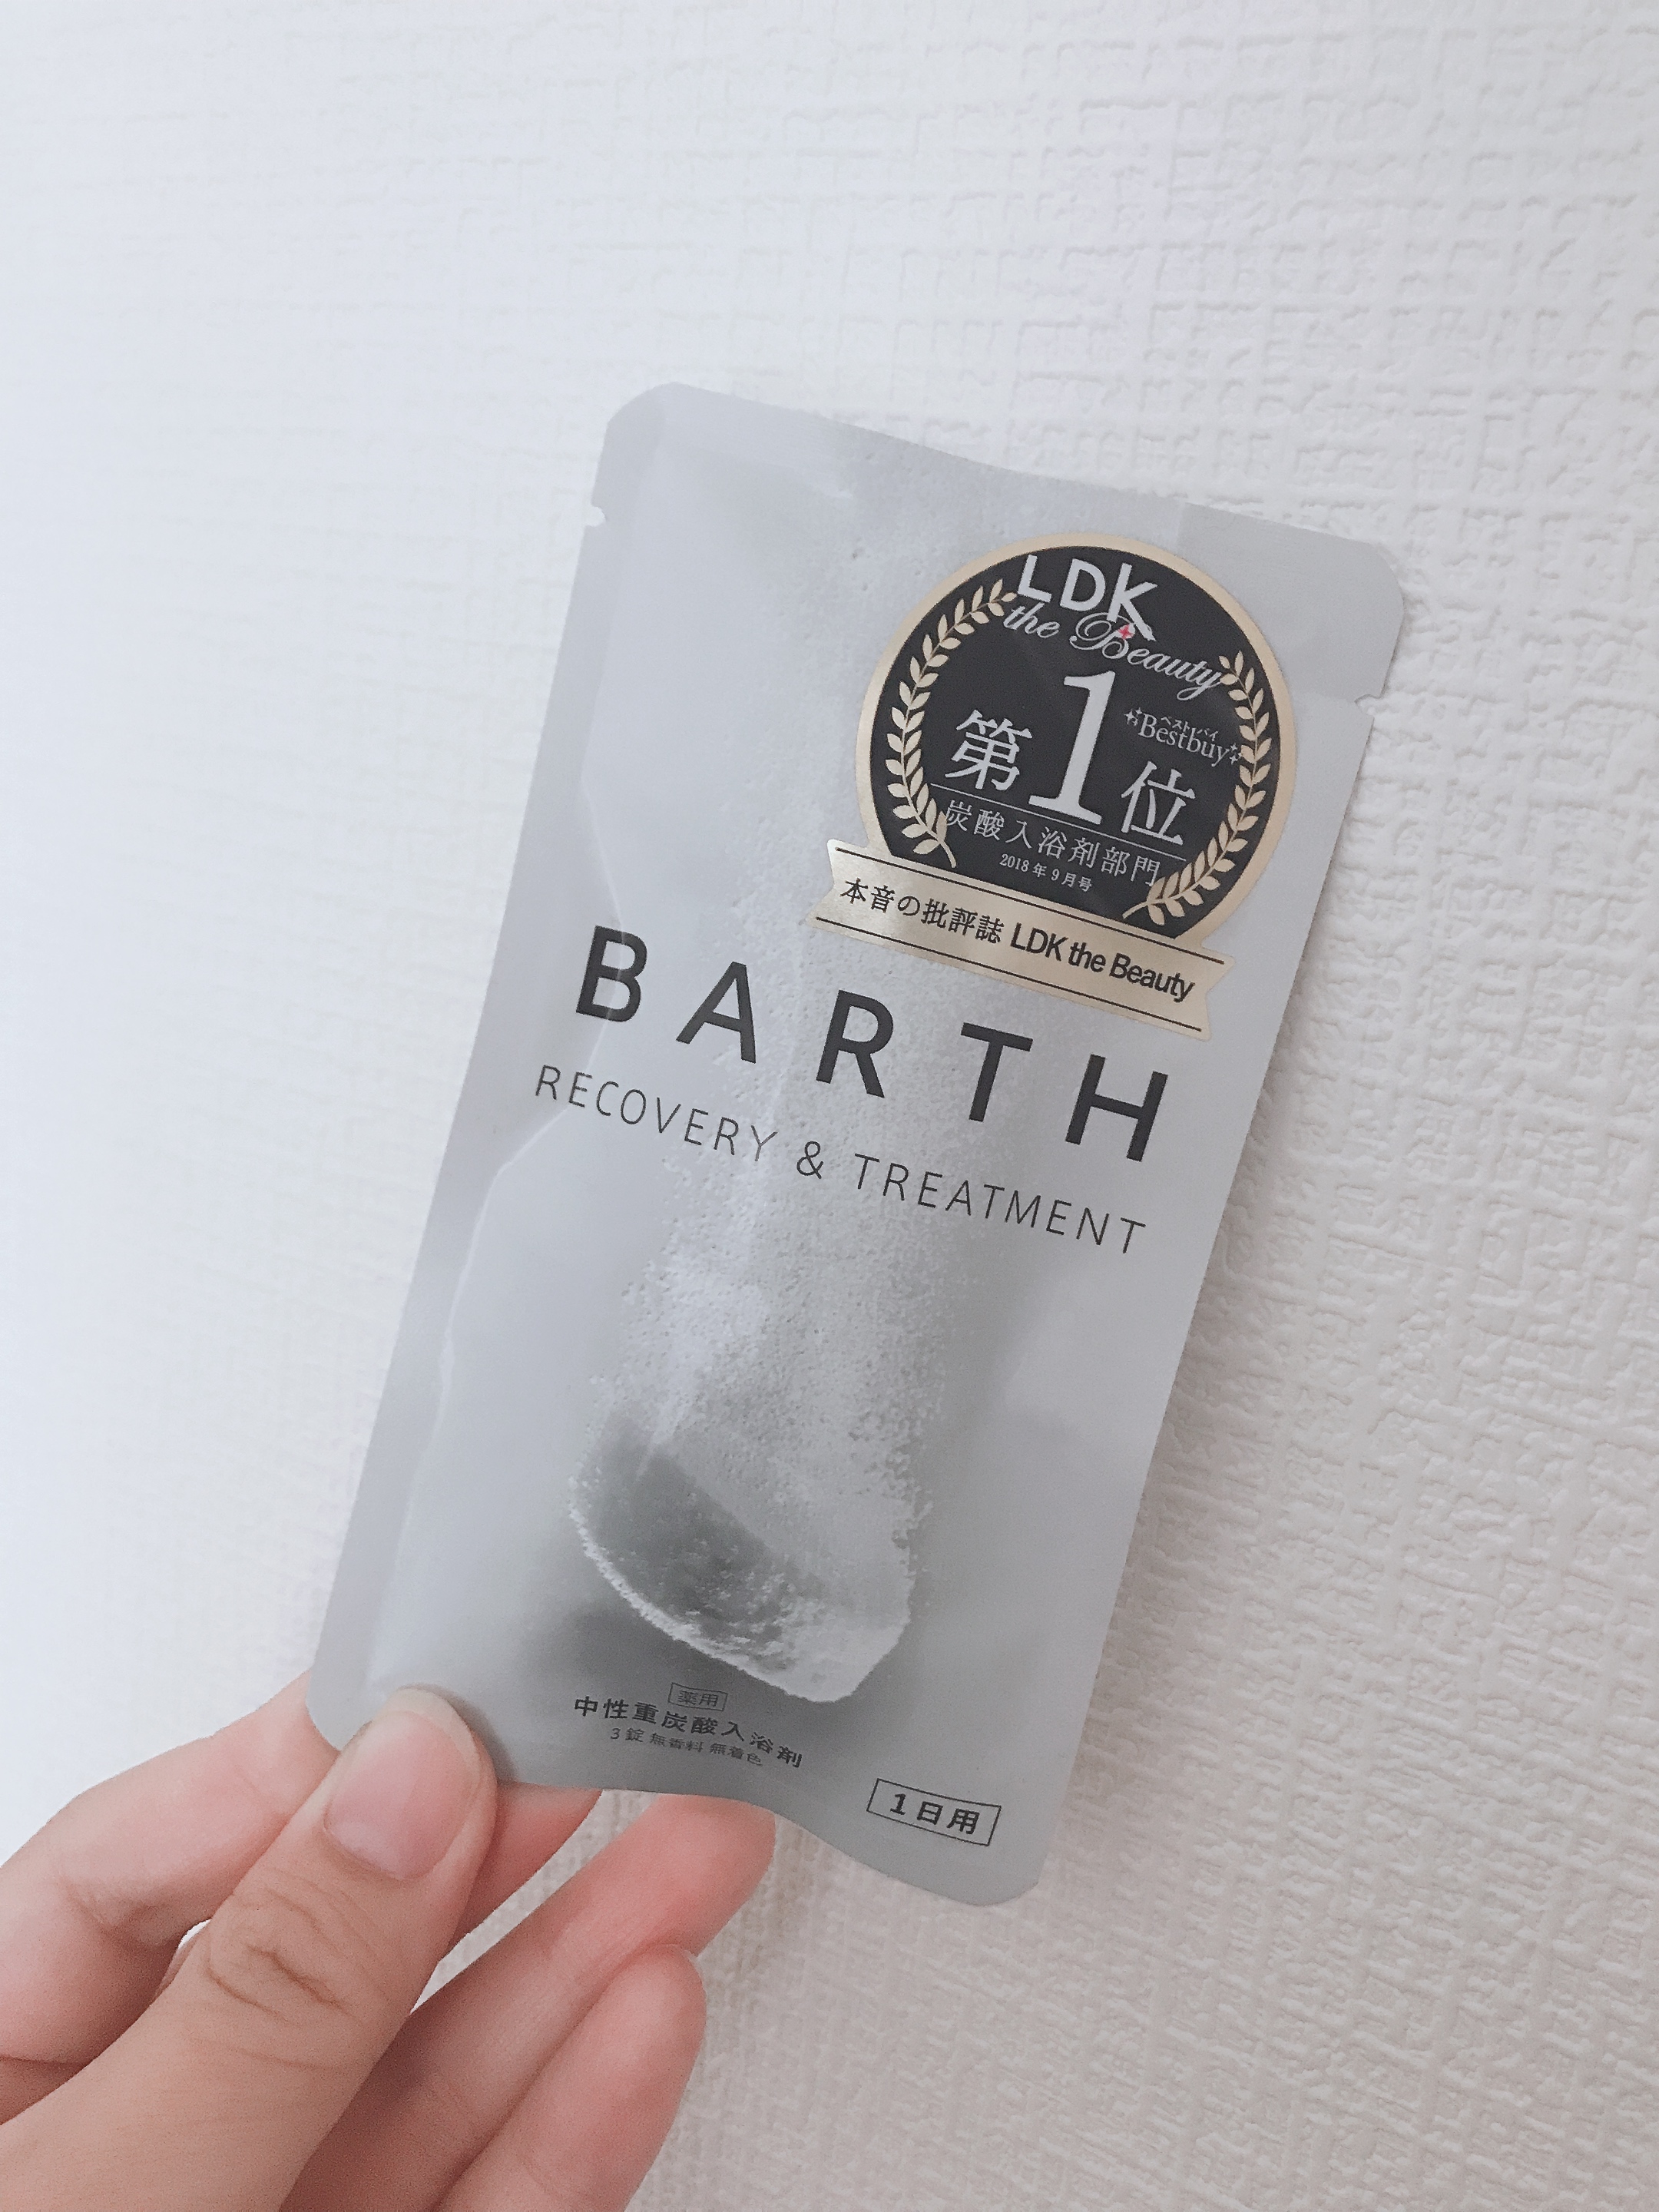 LDK
the Beauty
ベストバイ
Bestbuy
第1位
炭酸入浴剤部門
2018年9月号
本音の批評誌 LDK the Beauty
BARTH
RECOVERY & TREATMENT
薬用
中性重炭酸入浴剤
3錠 無香料 無着色
1日用